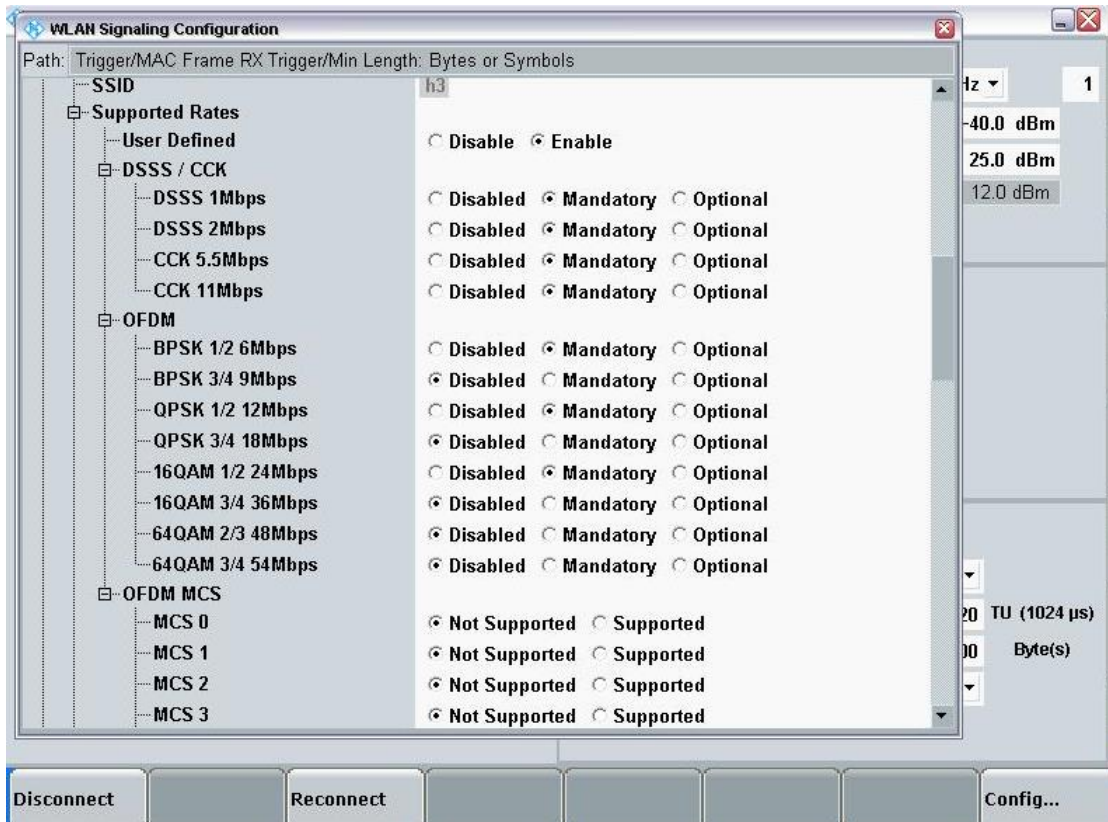 WLAN Signaling Configuration
Path: Trigger/MAC Frame RX Trigger/Min Length: Bytes or Symbols
SSID h3
Supported Rates
User Defined Disable Enable
DSSS / CCK
DSSS 1Mbps Disabled Mandatory Optional
DSSS 2Mbps Disabled Mandatory Optional
CCK 5.5Mbps Disabled Mandatory Optional
CCK 11Mbps Disabled Mandatory Optional
OFDM
BPSK 1/2 6Mbps Disabled Mandatory Optional
BPSK 3/4 9Mbps Disabled Mandatory Optional
QPSK 1/2 12Mbps Disabled Mandatory Optional
QPSK 3/4 18Mbps Disabled Mandatory Optional
16QAM 1/2 24Mbps Disabled Mandatory Optional
16QAM 3/4 36Mbps Disabled Mandatory Optional
64QAM 2/3 48Mbps Disabled Mandatory Optional
64QAM 3/4 54Mbps Disabled Mandatory Optional
OFDM MCS
MCS 0 Not Supported Supported
MCS 1 Not Supported Supported
MCS 2 Not Supported Supported
MCS 3 Not Supported Supported
Hz 1
-40.0 dBm
25.0 dBm
12.0 dBm
20 TU (1024 µs)
00 Byte(s)
Disconnect Reconnect Config...